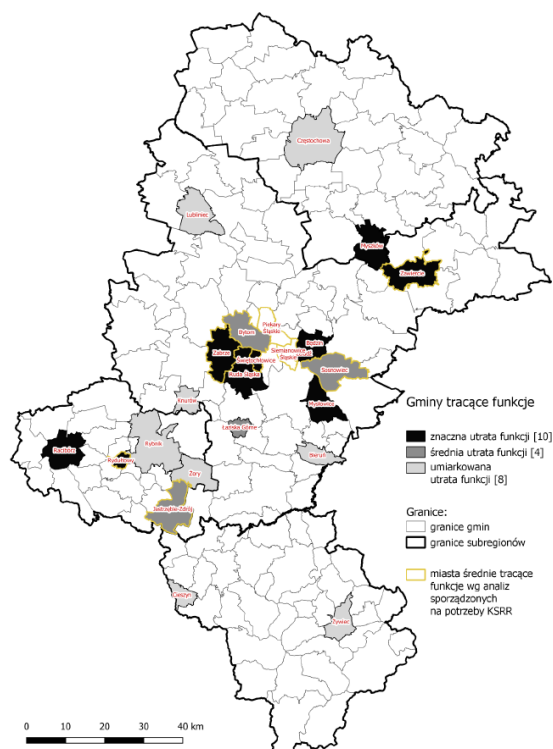 Częstochowa
Lubliniec
Myszków
Zawiercie
Bytom
Piekary
Śląskie
Siemianowice
Śląskie
Będzin
Zabrze
Świętochłowice
Ruda Śląska
Sosnowiec
Mysłowice
Knurów
Łaziska Górne
Bieruń
Racibórz
Rydułtowy
Rybnik
Żory
Jastrzębie-Zdrój
Cieszyn
Żywiec
Gminy tracące funkcje
znaczna utrata funkcji [10]
średnia utrata funkcji [4]
umiarkowana
utrata funkcji [8]
Granice:
granice gmin
granice subregionów
miasta średnie tracące
funkcje wg analiz
sporządzonych
na potrzeby KSRR
0 10 20 30 40 km